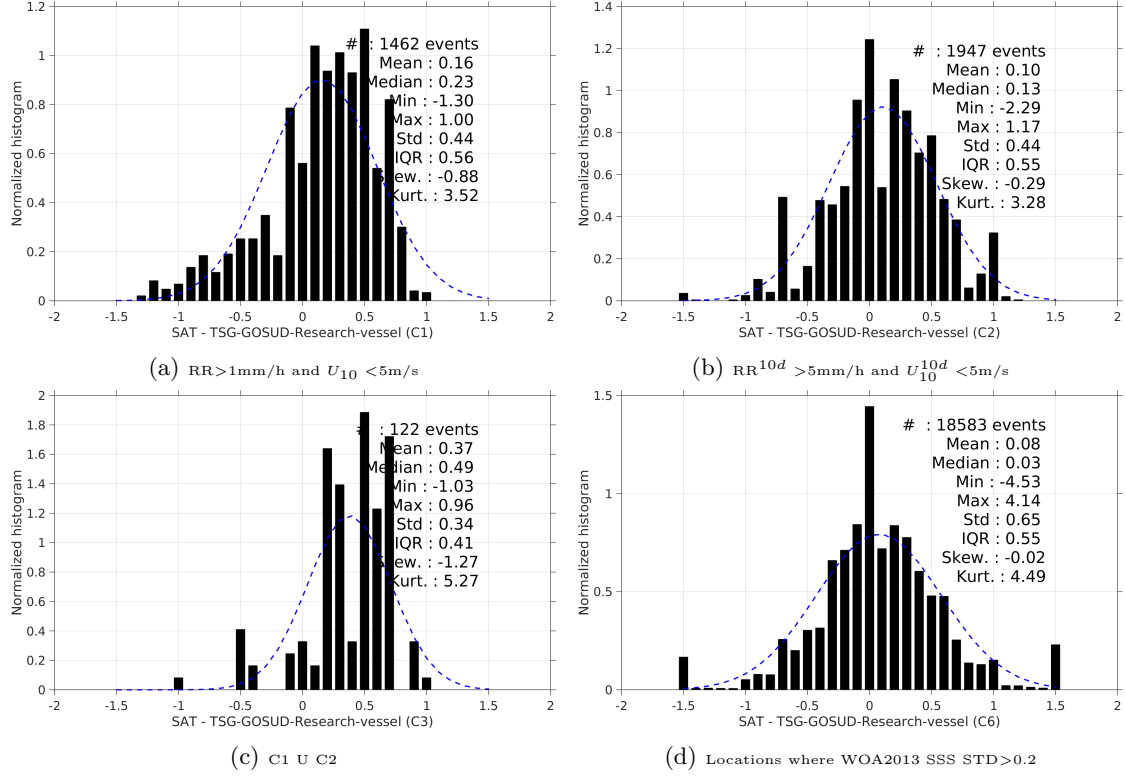 1.2
1
0.8
0.6
0.4
0.2
0
Normalized histogram
# : 1462 events
Mean : 0.16
Median : 0.23
Min : -1.30
Max : 1.00
Std : 0.44
IQR : 0.56
Skew. : -0.88
Kurt. : 3.52
-2 -1.5 -1 -0.5 0 0.5 1 1.5 2
SAT - TSG-GOSUD-Research-vessel (C1)
(a) RR>1mm/h and U10 <5m/s
1.4
1.2
1
0.8
0.6
0.4
0.2
0
Normalized histogram
# : 1947 events
Mean : 0.10
Median : 0.13
Min : -2.29
Max : 1.17
Std : 0.44
IQR : 0.55
Skew. : -0.29
Kurt. : 3.28
-2 -1.5 -1 -0.5 0 0.5 1 1.5 2
SAT - TSG-GOSUD-Research-vessel (C2)
(b) RR^10d >5mm/h and U10^10d <5m/s
2
1.8
1.6
1.4
1.2
1
0.8
0.6
0.4
0.2
0
Normalized histogram
# : 122 events
Mean : 0.37
Median : 0.49
Min : -1.03
Max : 0.96
Std : 0.34
IQR : 0.41
Skew. : -1.27
Kurt. : 5.27
-2 -1.5 -1 -0.5 0 0.5 1 1.5 2
SAT - TSG-GOSUD-Research-vessel (C3)
(c) C1 U C2
1.5
1
0.5
0
Normalized histogram
# : 18583 events
Mean : 0.08
Median : 0.03
Min : -4.53
Max : 4.14
Std : 0.65
IQR : 0.55
Skew. : -0.02
Kurt. : 4.49
-2 -1.5 -1 -0.5 0 0.5 1 1.5 2
SAT - TSG-GOSUD-Research-vessel (C6)
(d) Locations where WOA2013 SSS STD>0.2